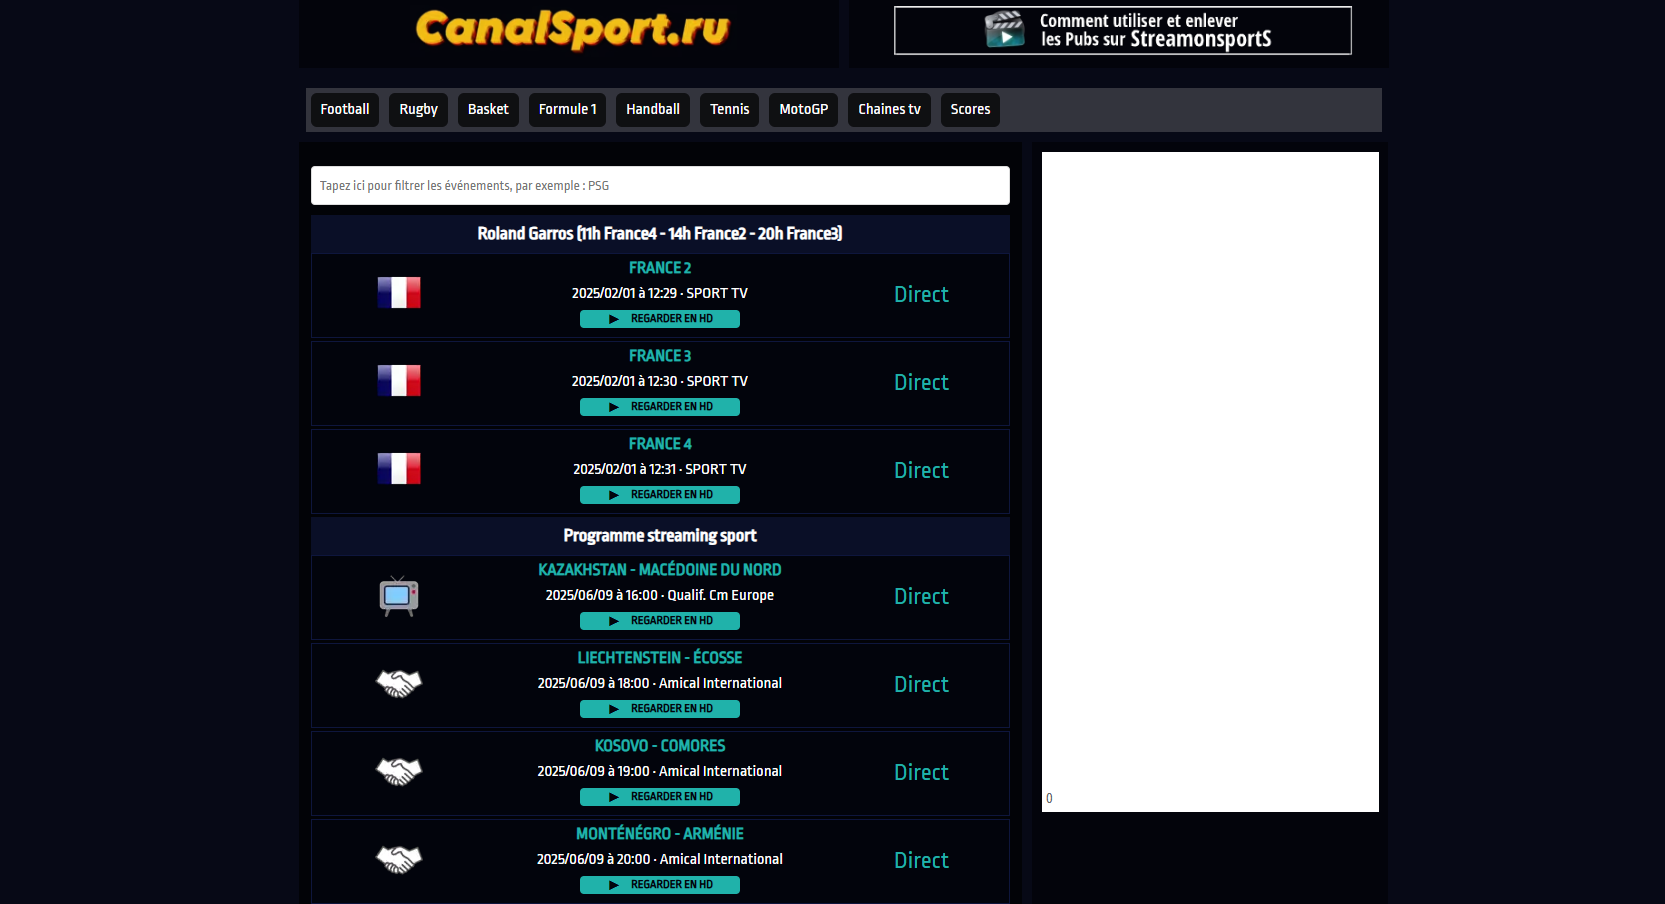 CanalSport.ru
Comment utiliser et enlever
les Pubs sur StreamonsportS
Football
Rugby
Basket
Formule 1
Handball
Tennis
MotoGP
Chaines tv
Scores
Tapez ici pour filtrer les événements, par exemple : PSG
Roland Garros (11h France4 - 14h France2 - 20h France3)
FRANCE 2
2025/02/01 à 12:29 · SPORT TV
▶ REGARDER EN HD
Direct
FRANCE 3
2025/02/01 à 12:30 · SPORT TV
▶ REGARDER EN HD
Direct
FRANCE 4
2025/02/01 à 12:31 · SPORT TV
▶ REGARDER EN HD
Direct
Programme streaming sport
KAZAKHSTAN - MACÉDOINE DU NORD
2025/06/09 à 16:00 · Qualif. Cm Europe
▶ REGARDER EN HD
Direct
LIECHTENSTEIN - ÉCOSSE
2025/06/09 à 18:00 · Amical International
▶ REGARDER EN HD
Direct
KOSOVO - COMORES
2025/06/09 à 19:00 · Amical International
▶ REGARDER EN HD
Direct
MONTÉNÉGRO - ARMÉNIE
2025/06/09 à 20:00 · Amical International
▶ REGARDER EN HD
Direct
0